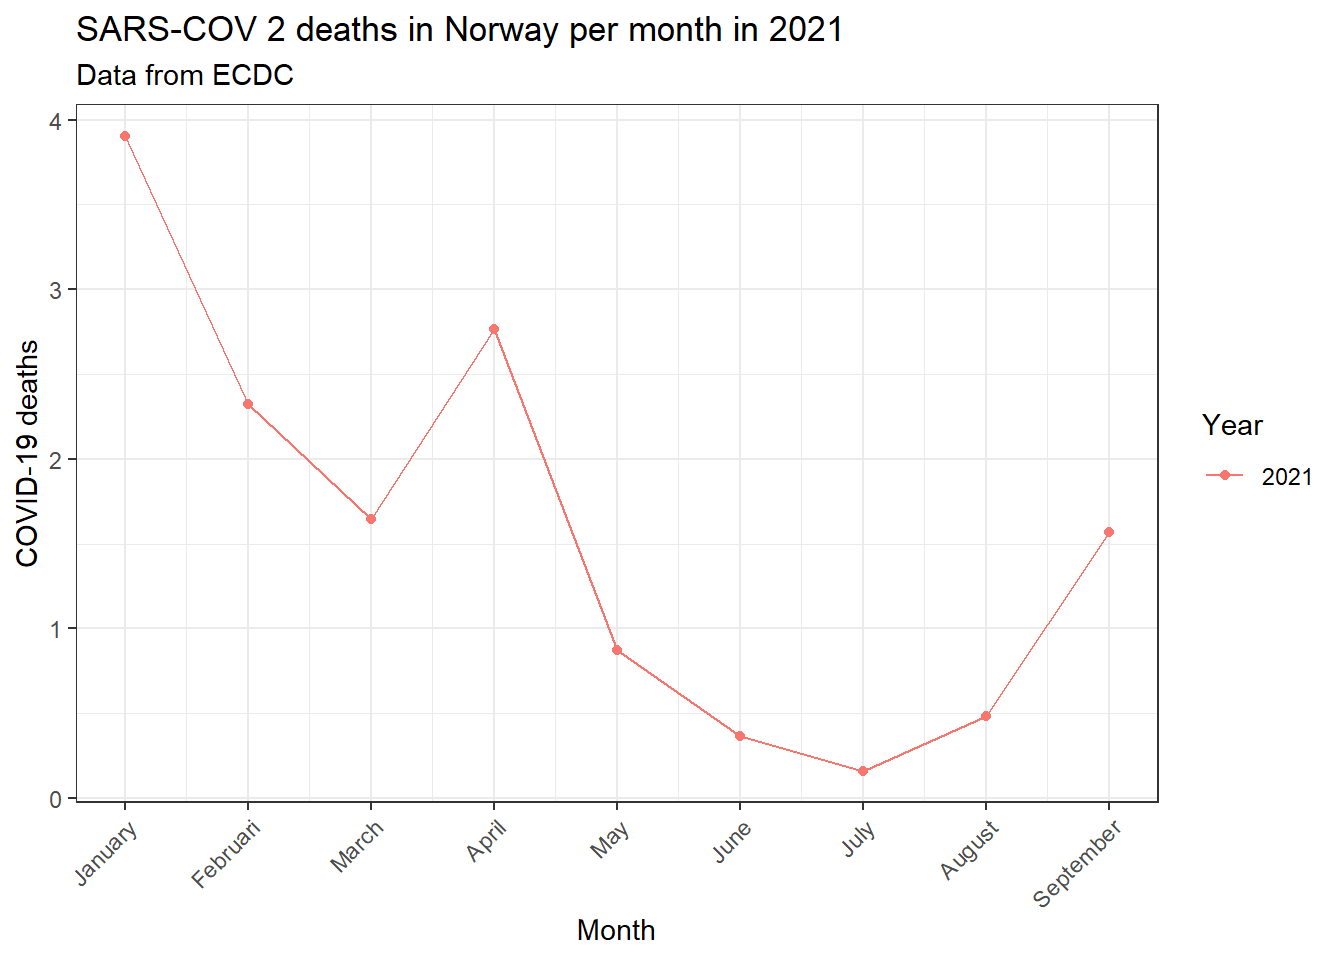 SARS-COV 2 deaths in Norway per month in 2021
Data from ECDC
COVID-19 deaths
4
3
2
1
0
January
Februari
March
April
May
June
July
August
September
Month
Year
2021